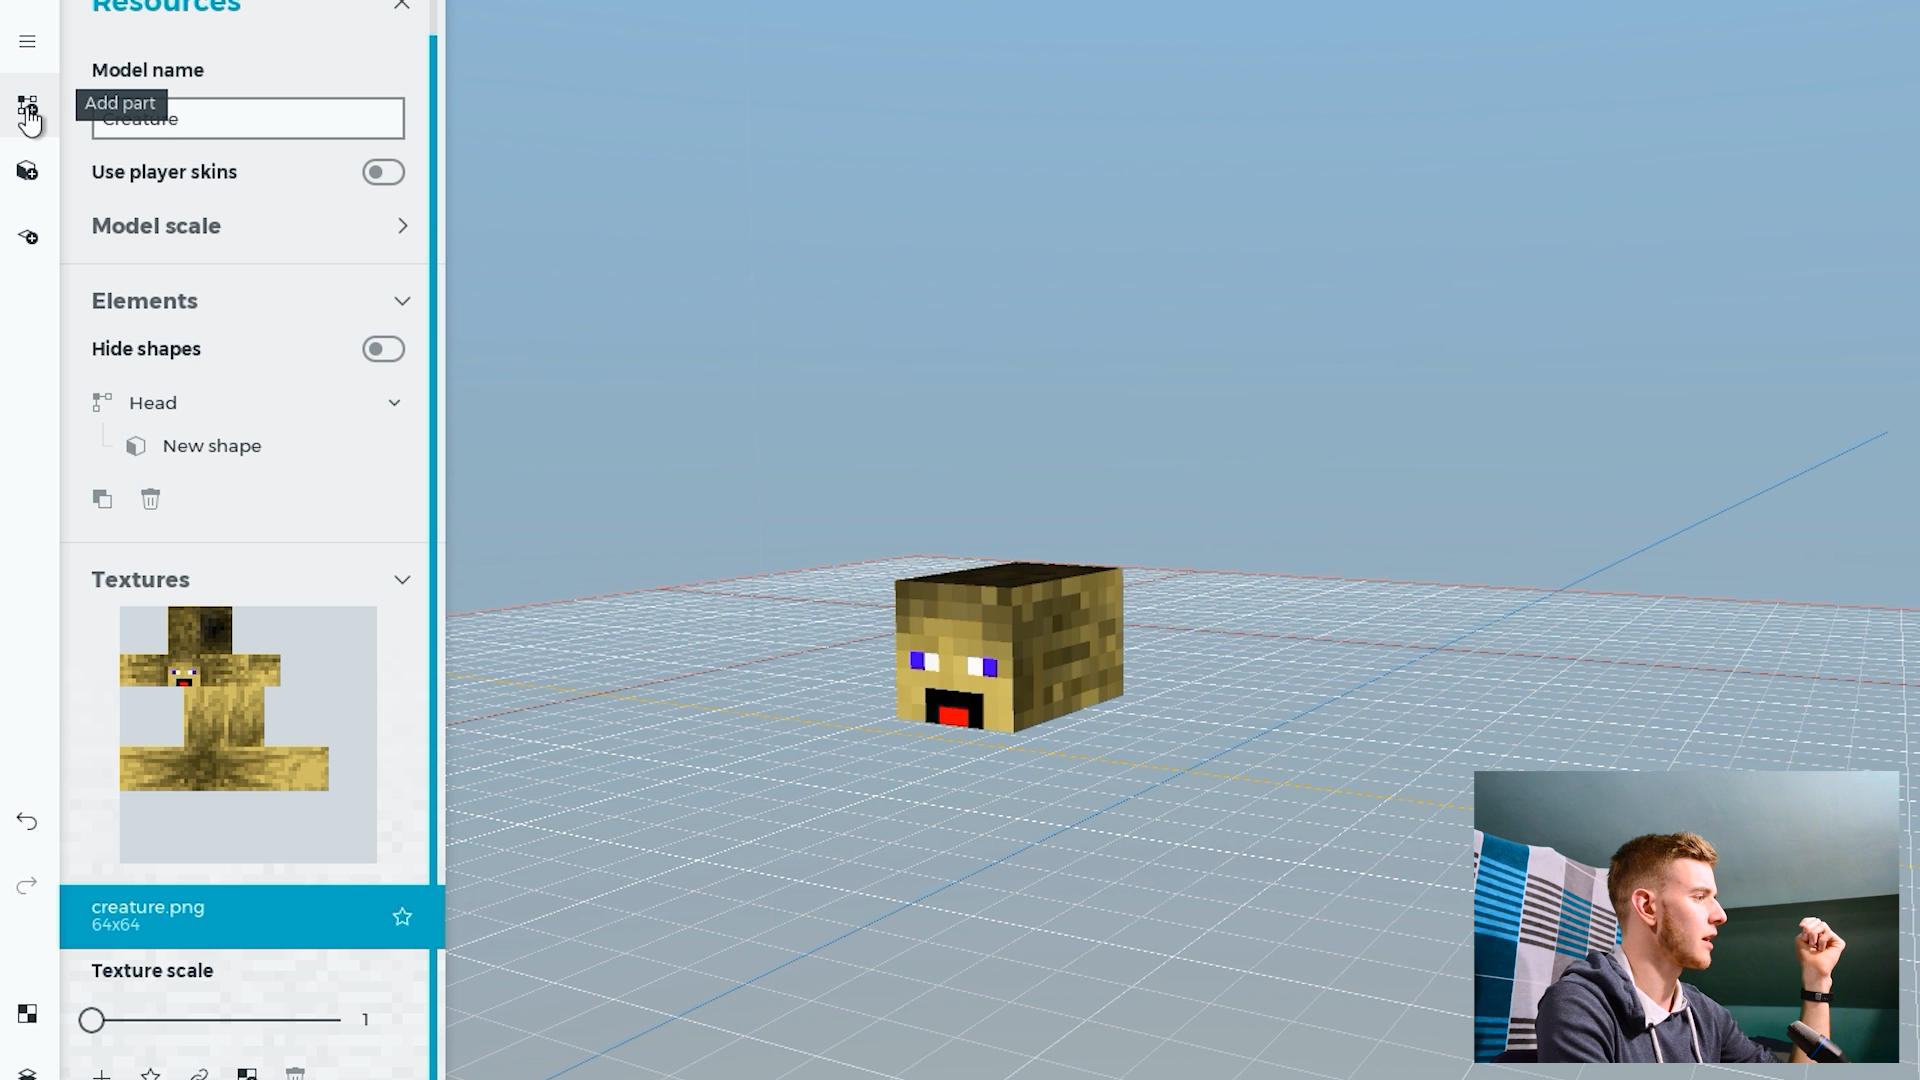 Resources
Model name
Add part
Creature
Use player skins
Model scale
Elements
Hide shapes
Head
New shape
Textures
creature.png
64x64
Texture scale
1